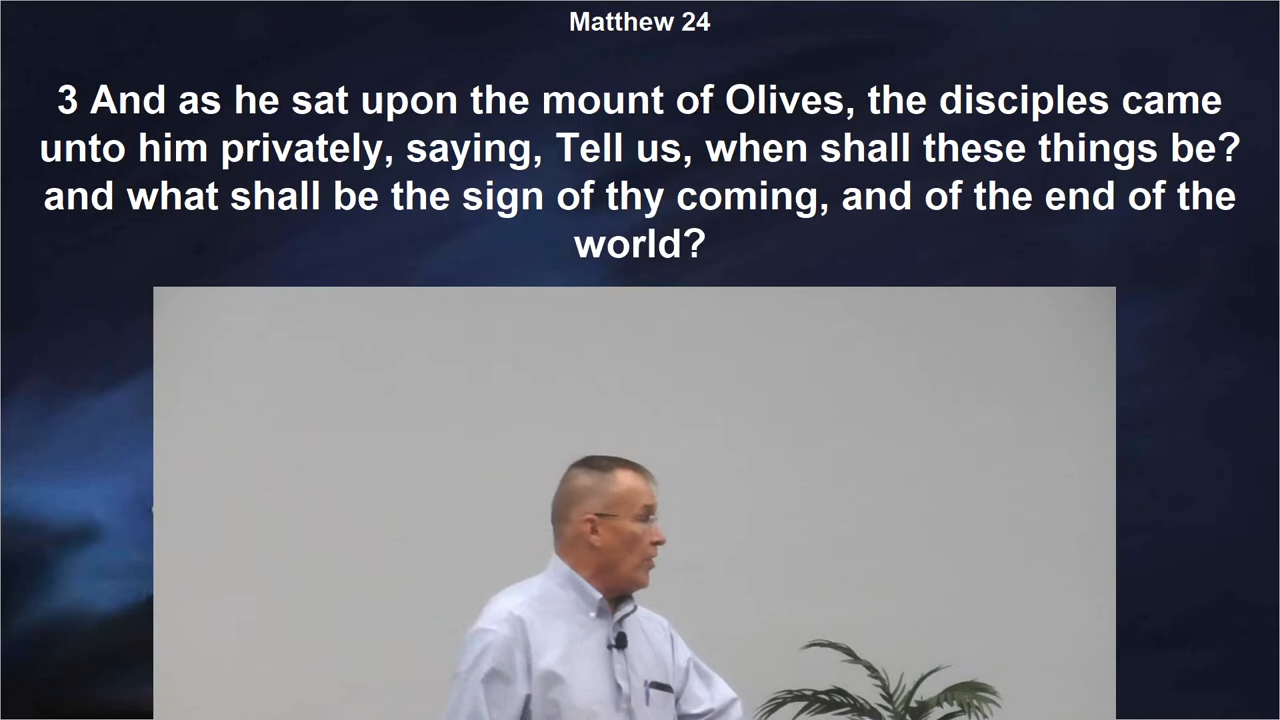 Matthew 24
3 And as he sat upon the mount of Olives, the disciples came
unto him privately, saying, Tell us, when shall these things be?
and what shall be the sign of thy coming, and of the end of the
world?